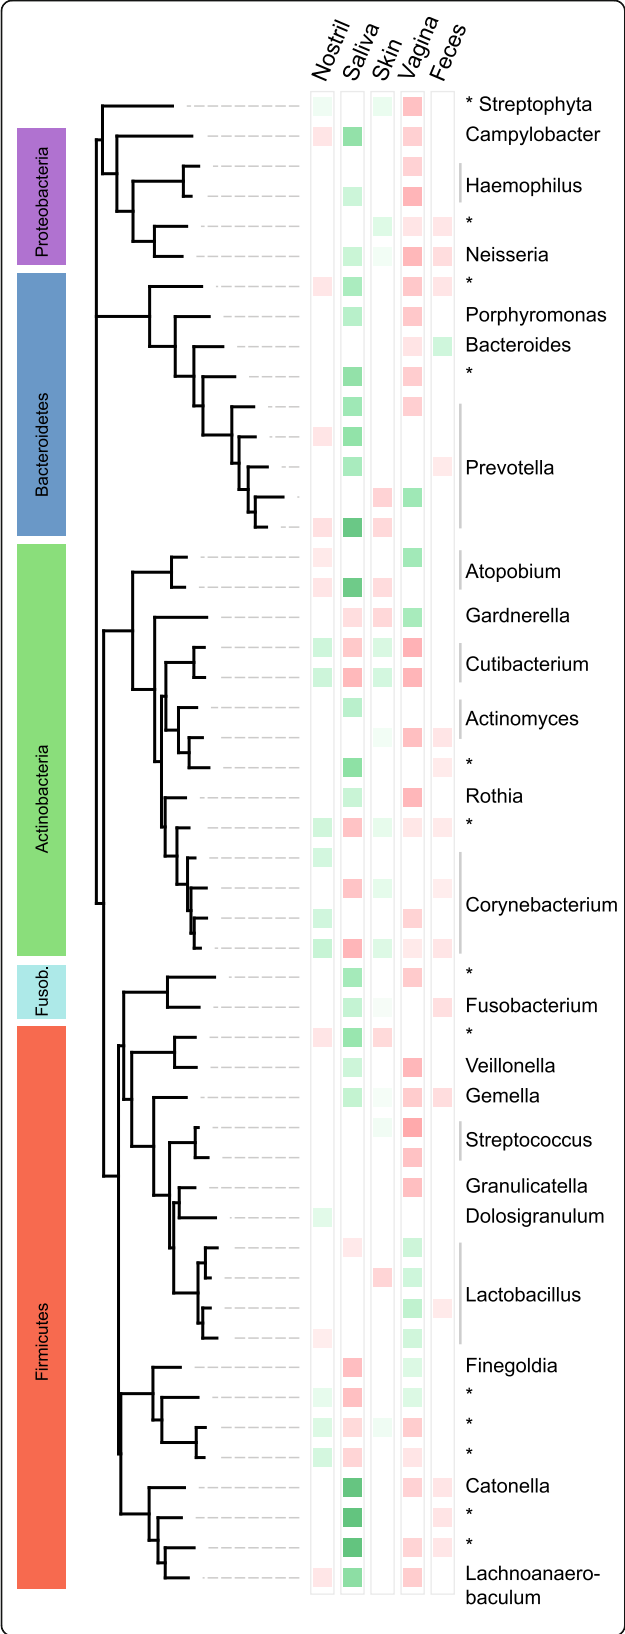 Nostril
Saliva
Skin
Vagina
Feces
* Streptophyta
Proteobacteria
Campylobacter
Haemophilus
*
Neisseria
Bacteroidetes
*
Porphyromonas
Bacteroides
*
Prevotella
Actinobacteria
Atopobium
Gardnerella
Cutibacterium
Actinomyces
*
Rothia
*
Corynebacterium
Fusob.
*
Fusobacterium
Firmicutes
*
Veillonella
Gemella
Streptococcus
Granulicatella
Dolosigranulum
Lactobacillus
Finegoldia
*
*
*
Catonella
*
*
Lachnoanaero-
baculum